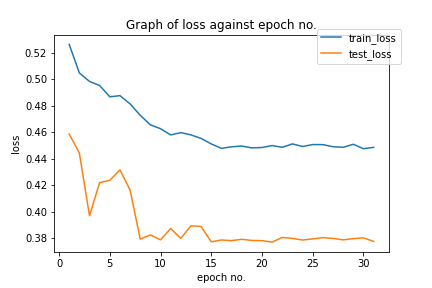 Graph of loss against epoch no.
train_loss
test_loss
0.52
0.50
0.48
0.46
0.44
0.42
0.40
0.38
loss
0 5 10 15 20 25 30
epoch no.